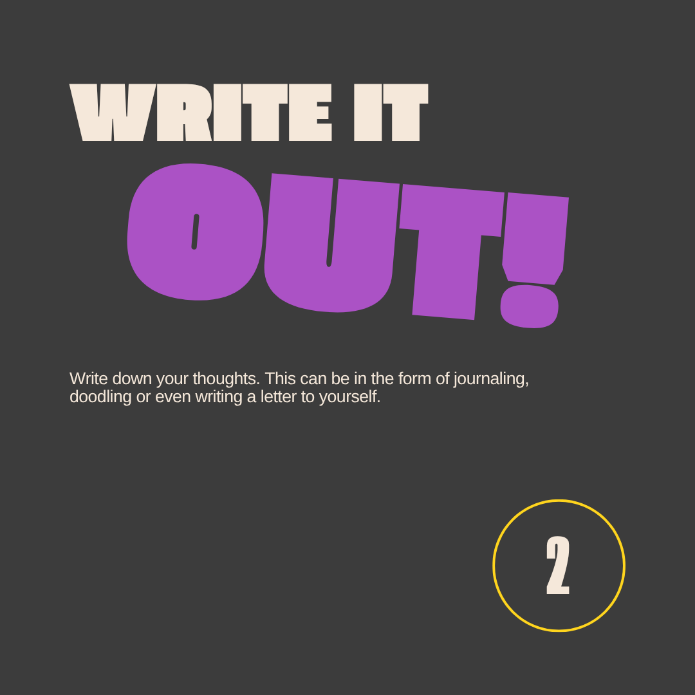 WRITE IT
OUT!
Write down your thoughts. This can be in the form of journaling,
doodling or even writing a letter to yourself.
2